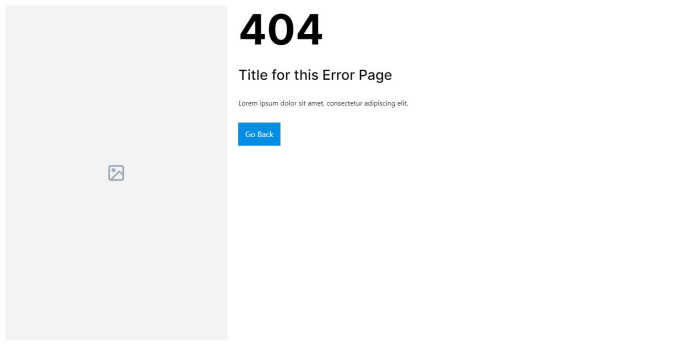 404
Title for this Error Page
Lorem ipsum dolor sit amet, consectetur adipiscing elit.
Go Back